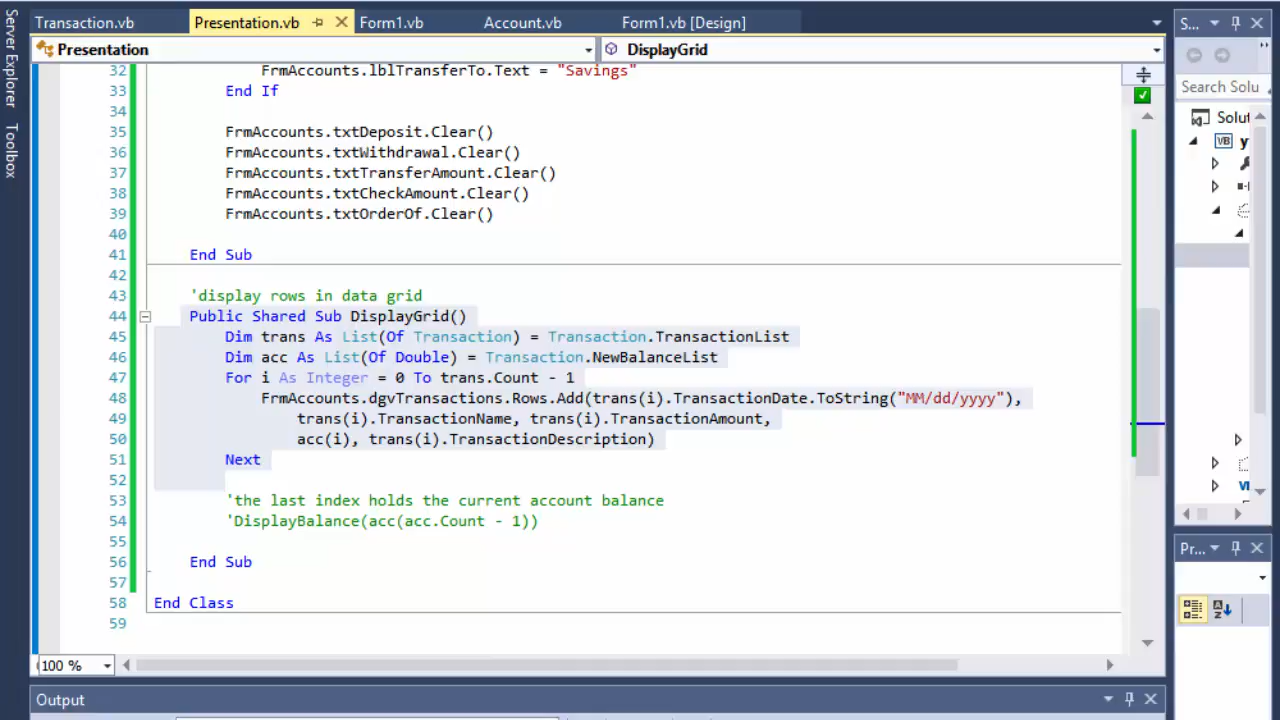 Server Explorer
Toolbox
Transaction.vb
Presentation.vb
Form1.vb
Account.vb
Form1.vb [Design]
S...
Presentation
DisplayGrid
Search Solu
Solut
VB y
32 FrmAccounts.lblTransferTo.Text = "Savings"
33 End If
34
35 FrmAccounts.txtDeposit.Clear()
36 FrmAccounts.txtWithdrawal.Clear()
37 FrmAccounts.txtTransferAmount.Clear()
38 FrmAccounts.txtCheckAmount.Clear()
39 FrmAccounts.txtOrderOf.Clear()
40
41 End Sub
42
43 'display rows in data grid
44 Public Shared Sub DisplayGrid()
45 Dim trans As List(Of Transaction) = Transaction.TransactionList
46 Dim acc As List(Of Double) = Transaction.NewBalanceList
47 For i As Integer = 0 To trans.Count - 1
48 FrmAccounts.dgvTransactions.Rows.Add(trans(i).TransactionDate.ToString("MM/dd/yyyy"),
49 trans(i).TransactionName, trans(i).TransactionAmount,
50 acc(i), trans(i).TransactionDescription)
51 Next
52
53 'the last index holds the current account balance
54 'DisplayBalance(acc(acc.Count - 1))
55
56 End Sub
57
58 End Class
59
Pr...
100 %
Output